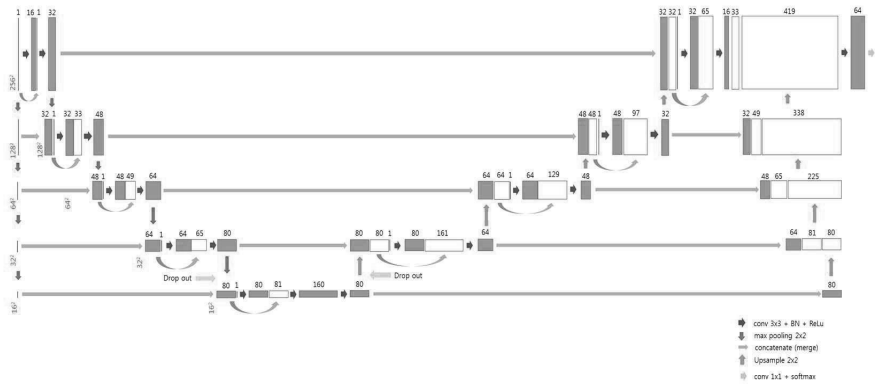 1 16 1 32 32 32 1 32 65 16 33 419 64
256²
32 1 32 33 48 48 48 1 48 97 32 32 49 338
128² 128²
48 1 48 49 64 64 64 1 64 129 48 48 65 225
64² 64²
64 1 64 65 80 80 80 1 80 161 64 64 81 80
32² 32²
Drop out Drop out
80 1 80 81 160 80 80
16² 16²
conv 3x3 + BN + ReLu
max pooling 2x2
concatenate (merge)
Upsample 2x2
conv 1x1 + softmax